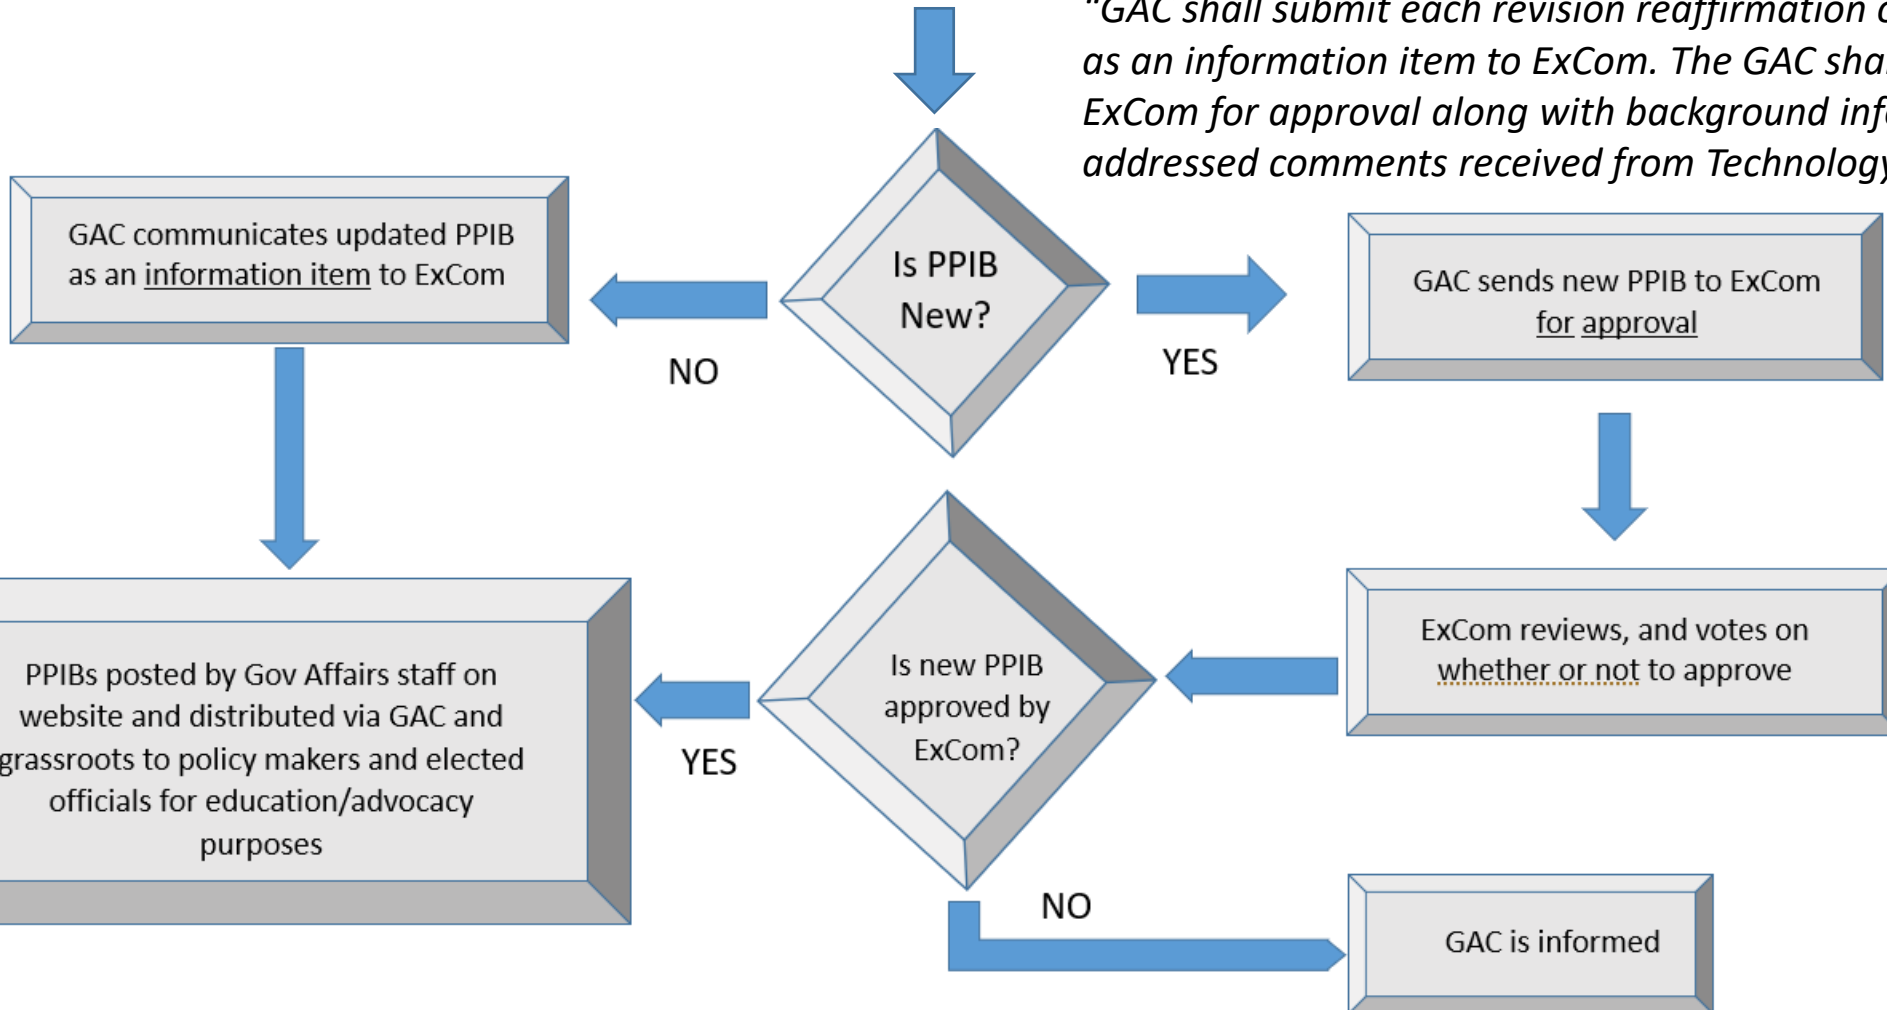 "GAC shall submit each revision reaffirmation
as an information item to ExCom. The GAC
ExCom for approval along with background
addressed comments received from Technology
GAC communicates updated PPIB
as an information item to ExCom
Is PPIB
New?
GAC sends new PPIB to ExCom
for approval
NO
YES
PPIBs posted by Gov Affairs staff on
website and distributed via GAC and
grassroots to policy makers and elected
officials for education/advocacy
purposes
YES
Is new PPIB
approved by
ExCom?
ExCom reviews, and votes on
whether or not to approve
NO
GAC is informed